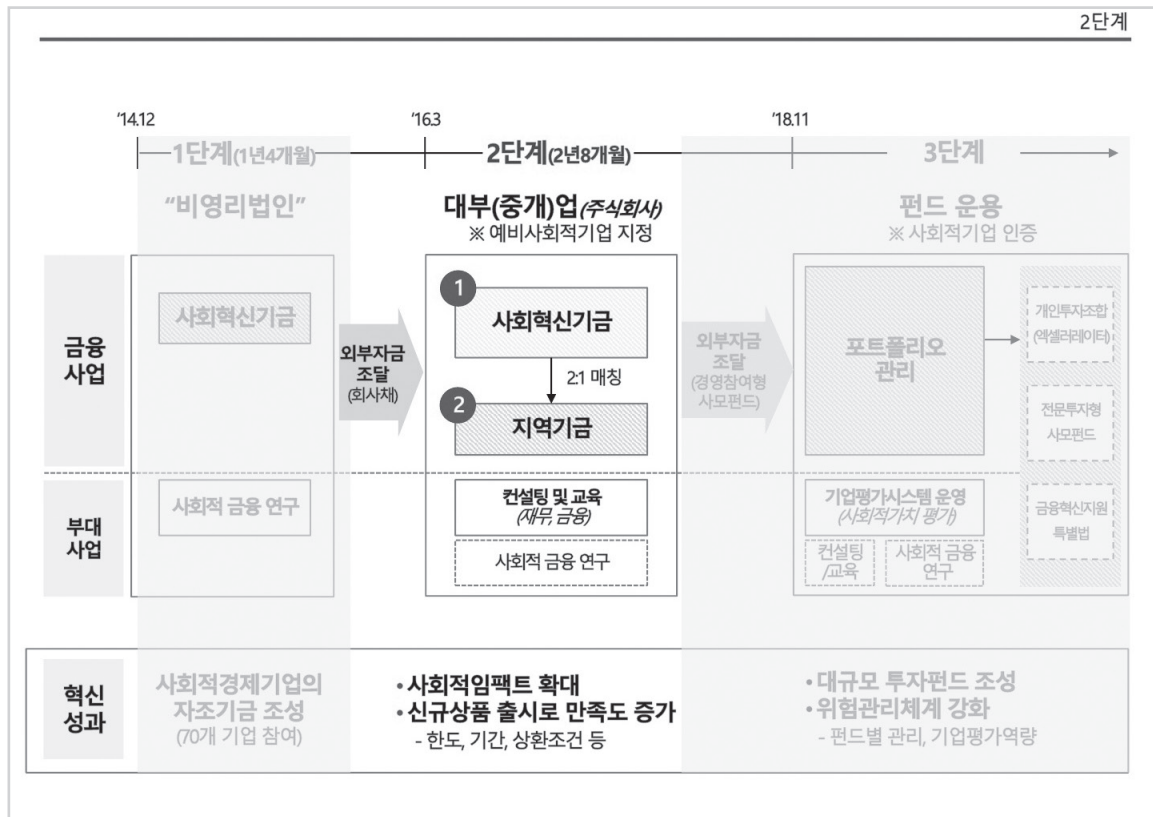 2단계
'14.12
'16.3
'18.11
1단계(1년4개월)
2단계(2년8개월)
3단계
"비영리법인"
대부(중개)업(주식회사)
※ 예비사회적기업 지정
펀드 운용
※ 사회적기업 인증
금융
사업
사회혁신기금
외부자금
조달
(회사채)
1
사회혁신기금
2:1 매칭
2
지역기금
외부자금
조달
(경영참여형
사모펀드)
포트폴리오
관리
개인투자조합
(엑셀러레이터)
전문투자형
사모펀드
금융혁신지원
특별법
부대
사업
사회적 금융 연구
컨설팅 및 교육
(재무, 금융)
사회적 금융 연구
기업평가시스템 운영
(사회적가치 평가)
컨설팅
/교육
사회적 금융
연구
혁신
성과
사회적경제기업의
자조기금 조성
(70개 기업 참여)
• 사회적임팩트 확대
• 신규상품 출시로 만족도 증가
- 한도, 기간, 상환조건 등
• 대규모 투자펀드 조성
• 위험관리체계 강화
- 펀드별 관리, 기업평가역량